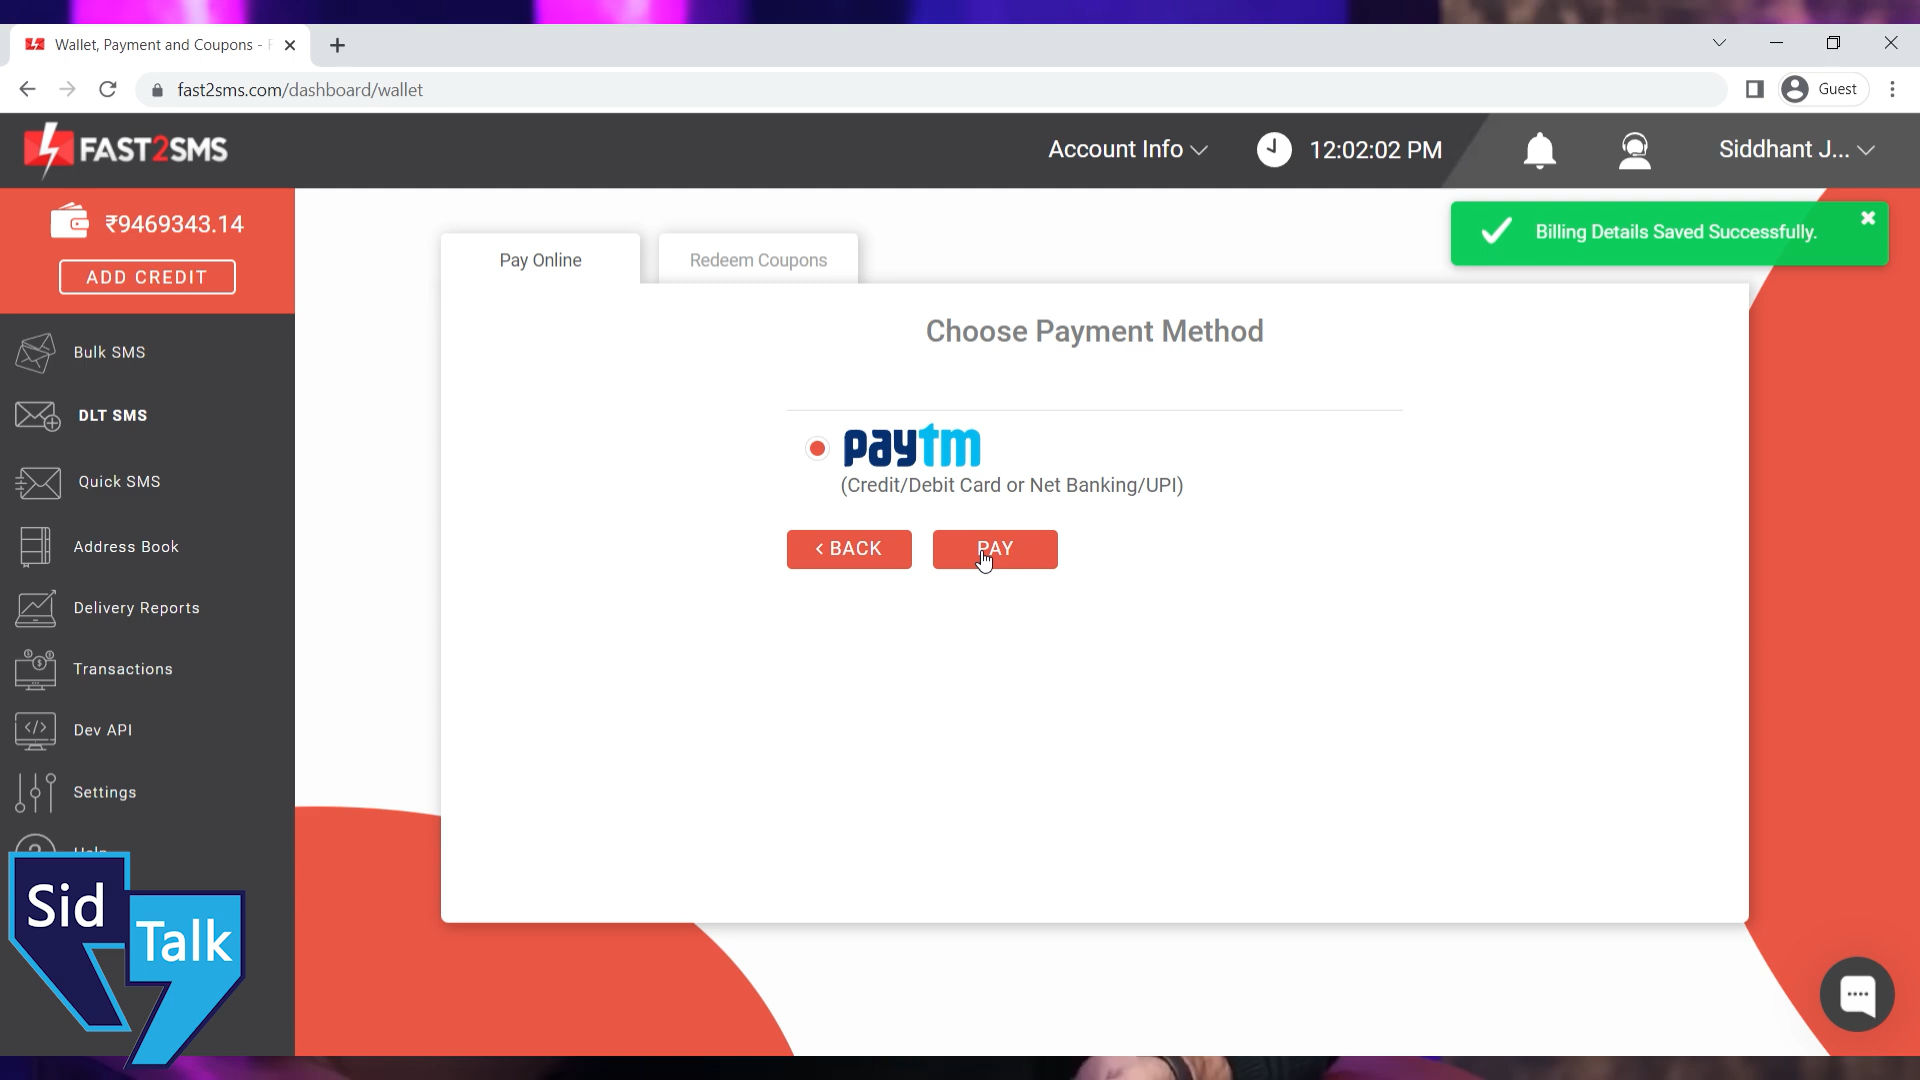 Wallet, Payment and Coupons -
fast2sms.com/dashboard/wallet
Guest
FAST2SMS
Account Info
12:02:02 PM
Siddhant J...
₹9469343.14
ADD CREDIT
Bulk SMS
DLT SMS
Quick SMS
Address Book
Delivery Reports
Transactions
Dev API
Settings
Help
Pay Online
Redeem Coupons
Billing Details Saved Successfully.
Choose Payment Method
paytm
(Credit/Debit Card or Net Banking/UPI)
< BACK
PAY
Sid
Talk